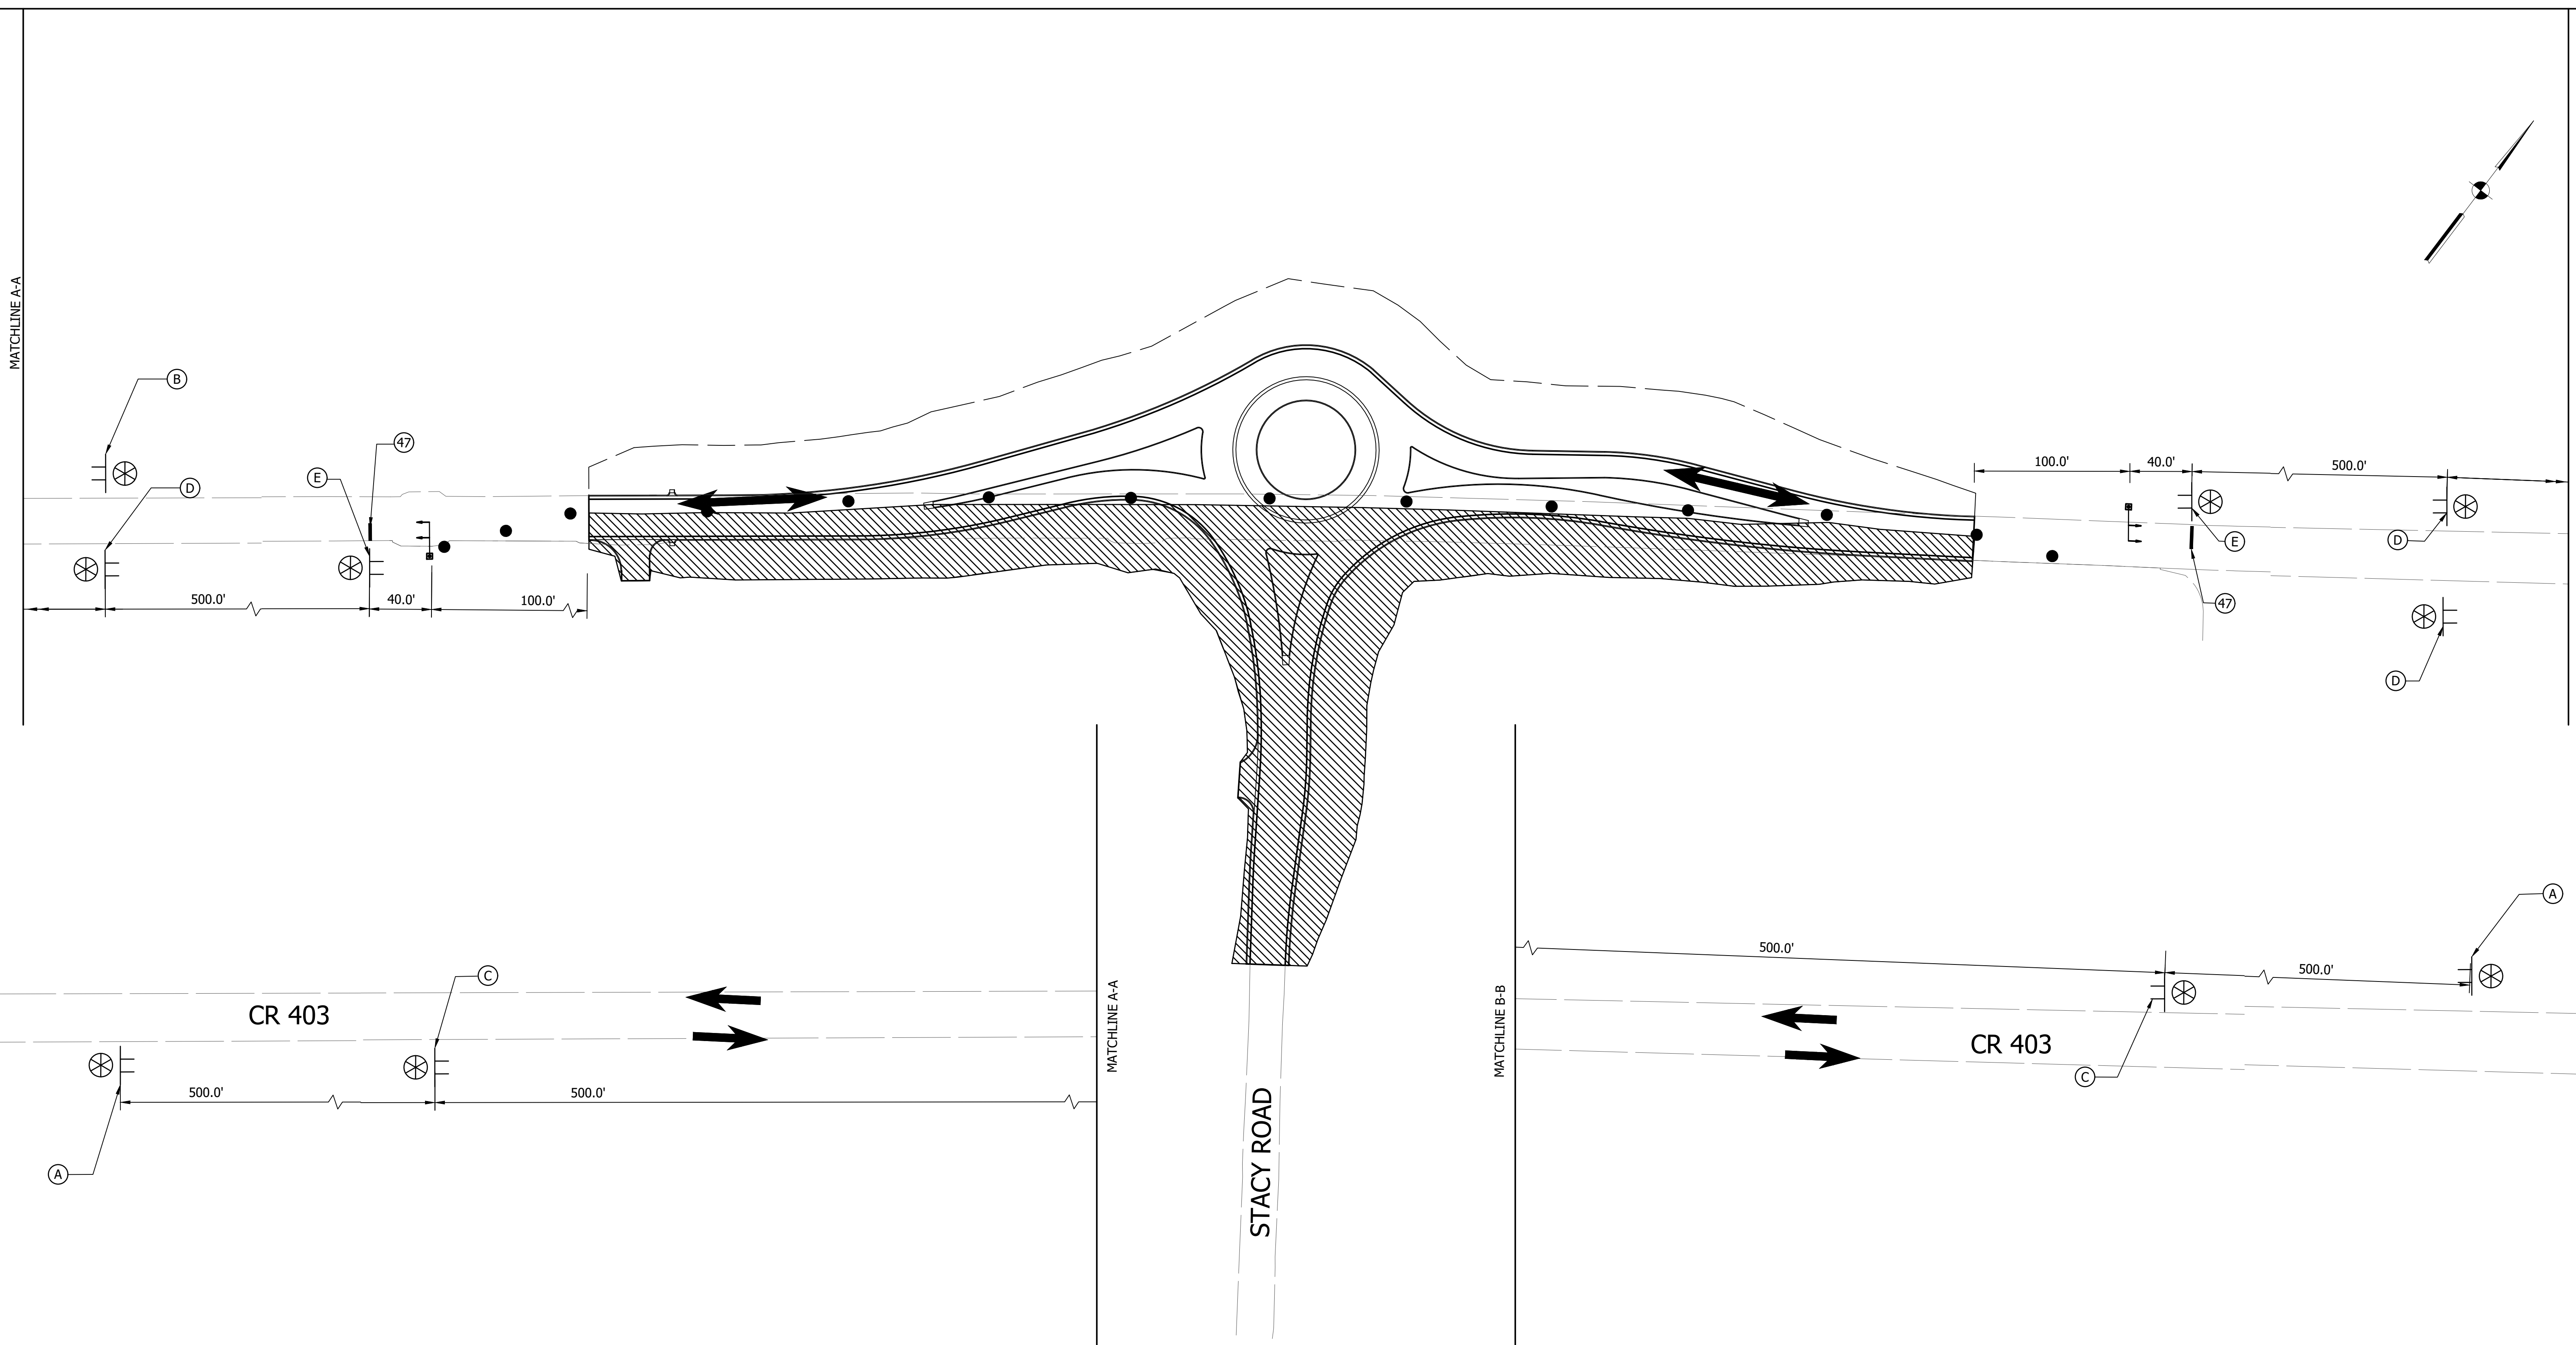 MATCHLINE A-A
B
47
E
D
500.0'
40.0'
100.0'
100.0'
40.0'
500.0'
E
D
47
D
CR 403
C
A
500.0'
500.0'
MATCHLINE A-A
STACY ROAD
MATCHLINE B-B
500.0'
500.0'
A
CR 403
C